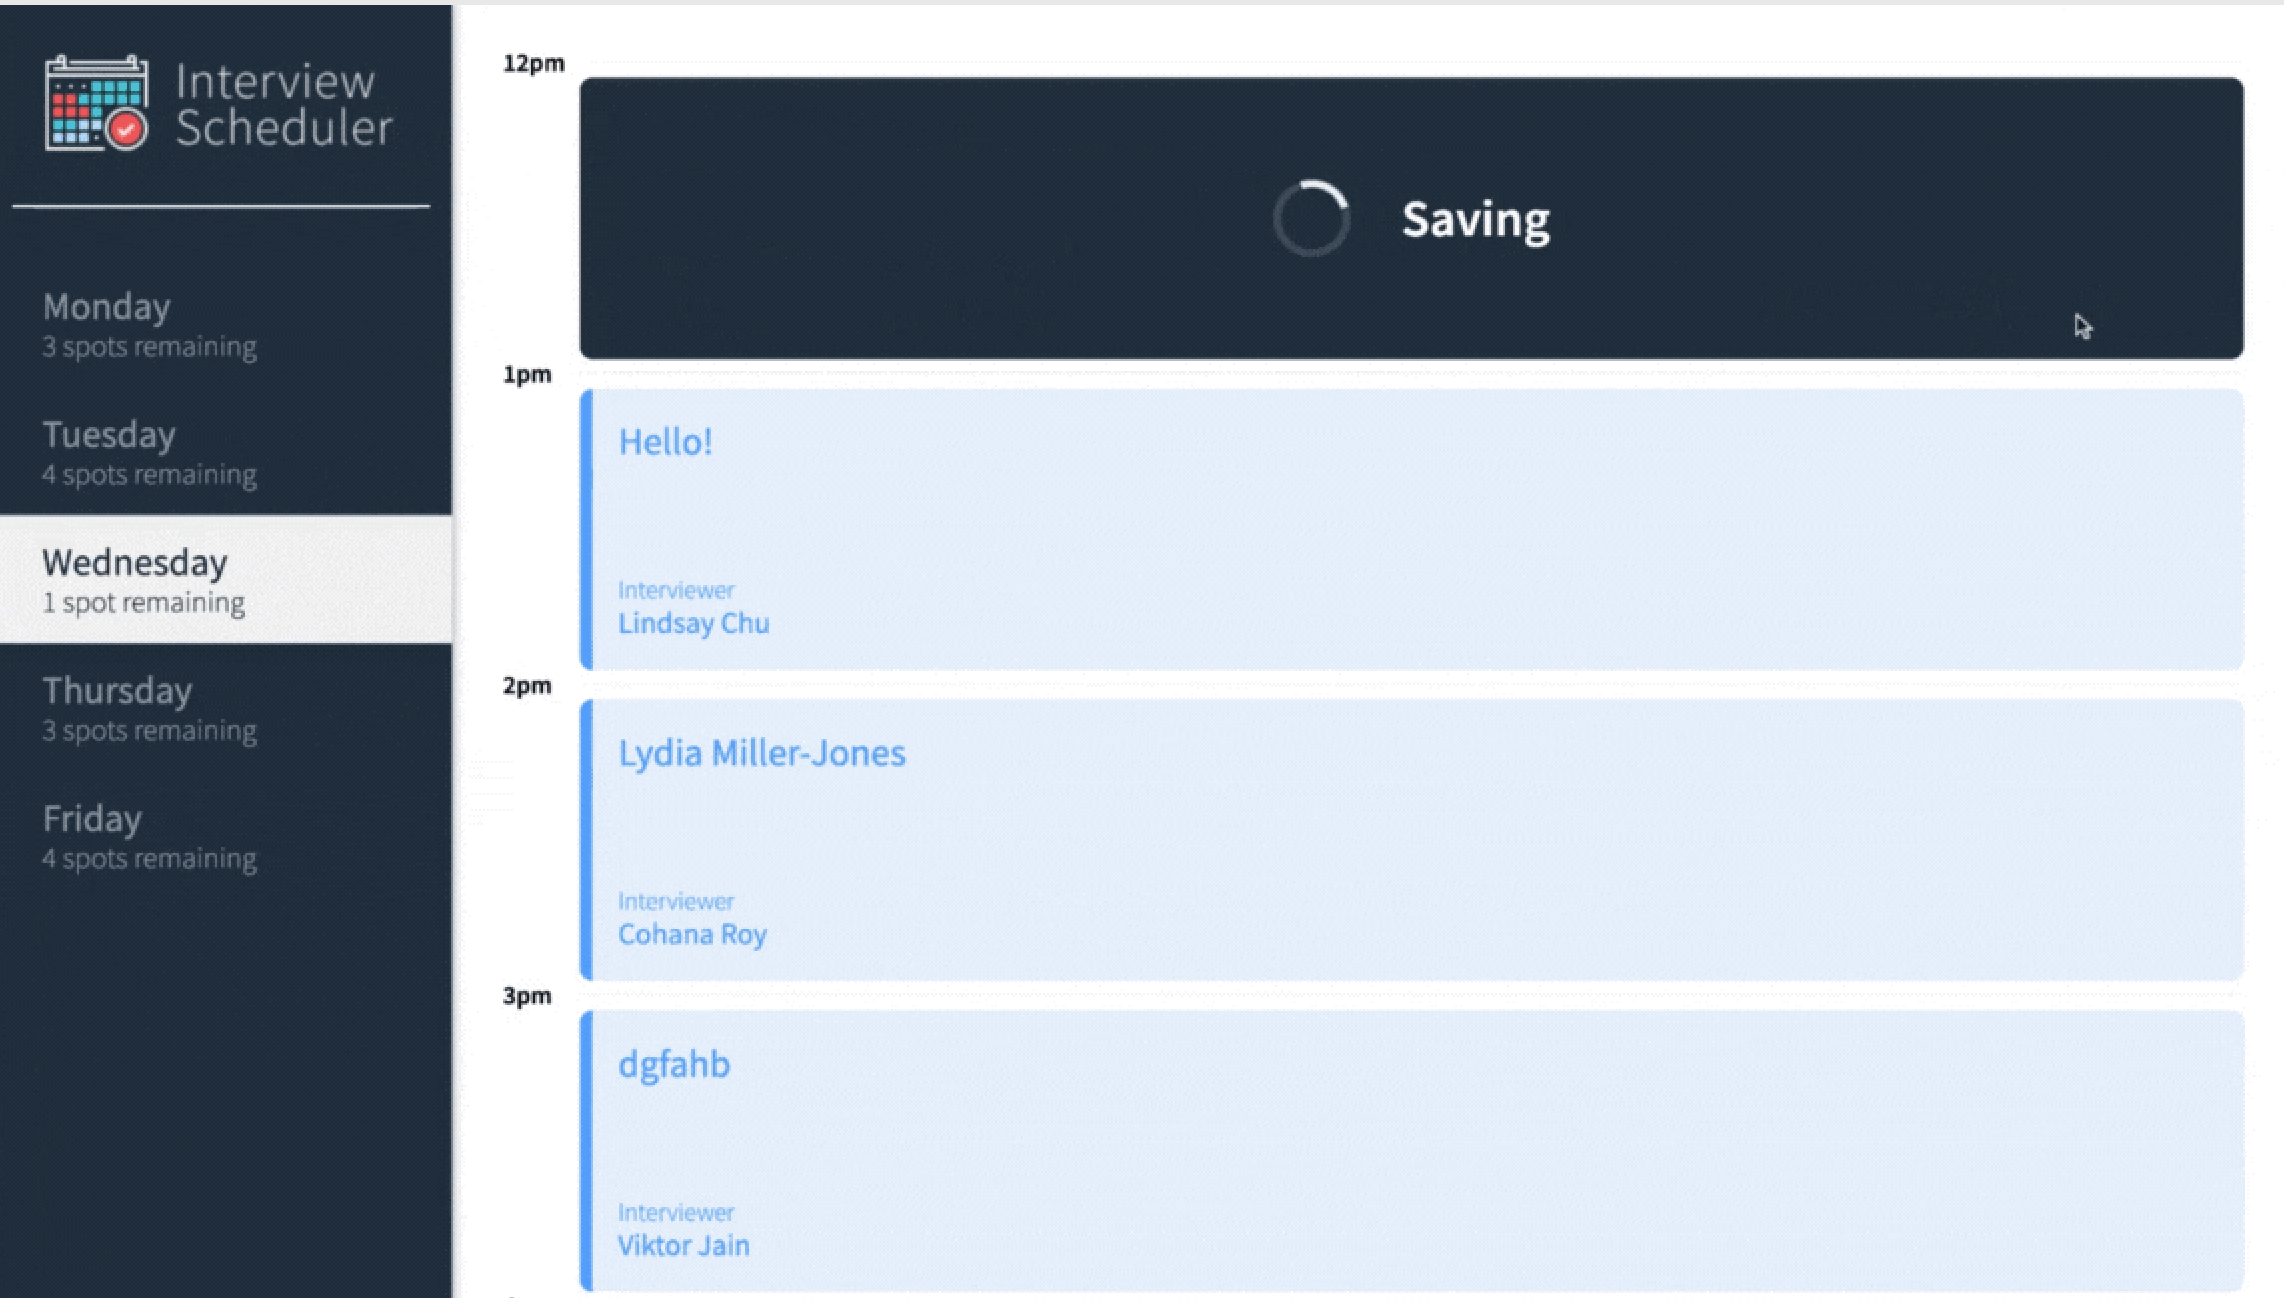 Interview
Scheduler
Monday
3 spots remaining
Tuesday
4 spots remaining
Wednesday
1 spot remaining
Thursday
3 spots remaining
Friday
4 spots remaining
12pm
Saving
1pm
Hello!
Interviewer
Lindsay Chu
2pm
Lydia Miller-Jones
Interviewer
Cohana Roy
3pm
dgfahb
Interviewer
Viktor Jain